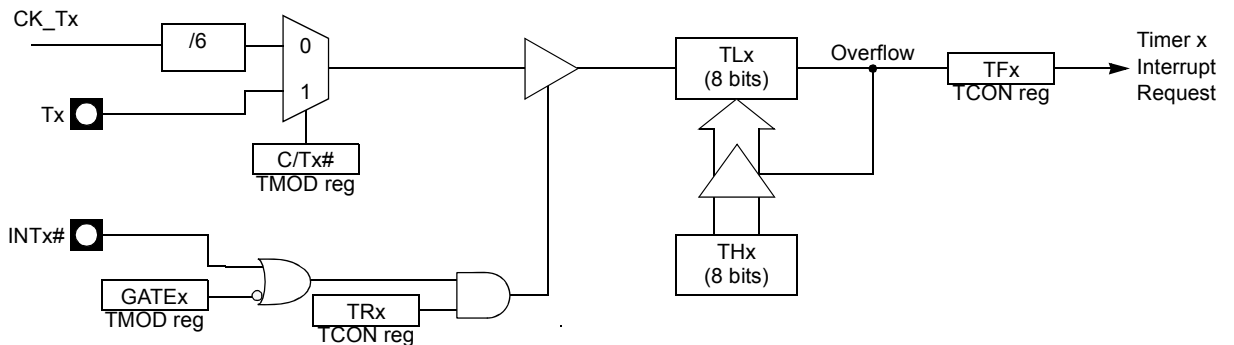 CK_Tx
/6
0
1
Tx
C/Tx#
TMOD reg
TLx
(8 bits)
Overflow
TFx
TCON reg
Timer x
Interrupt
Request
INTx#
GATEx
TMOD reg
TRx
TCON reg
THx
(8 bits)